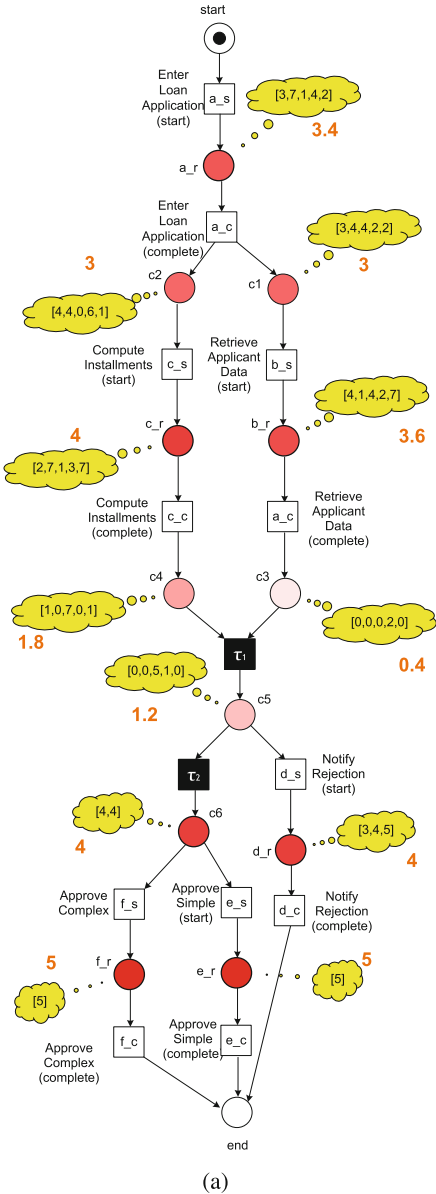 start
Enter
Loan
Application
(start)
a_s
[3,7,1,4,2]
3.4
a_r
Enter
Loan
Application
(complete)
a_c
[3,4,4,2,2]
3
3
c2
c1
[4,4,0,6,1]
Compute
Installments
(start)
c_s
Retrieve
Applicant
Data
(start)
b_s
[4,1,4,2,7]
3.6
c_r
b_r
4
[2,7,1,3,7]
Compute
Installments
(complete)
c_c
a_c
Retrieve
Applicant
Data
(complete)
c4
c3
[1,0,7,0,1]
1.8
[0,0,0,2,0]
0.4
τ1
[0,0,5,1,0]
1.2
c5
τ2
d_s
Notify
Rejection
(start)
[4,4]
4
c6
d_r
[3,4,5]
4
Approve
Complex
f_s
Approve
Simple
(start)
e_s
d_c
Notify
Rejection
(complete)
5
f_r
[5]
e_r
5
[5]
Approve
Complex
(complete)
f_c
Approve
Simple
(complete)
e_c
end
(a)